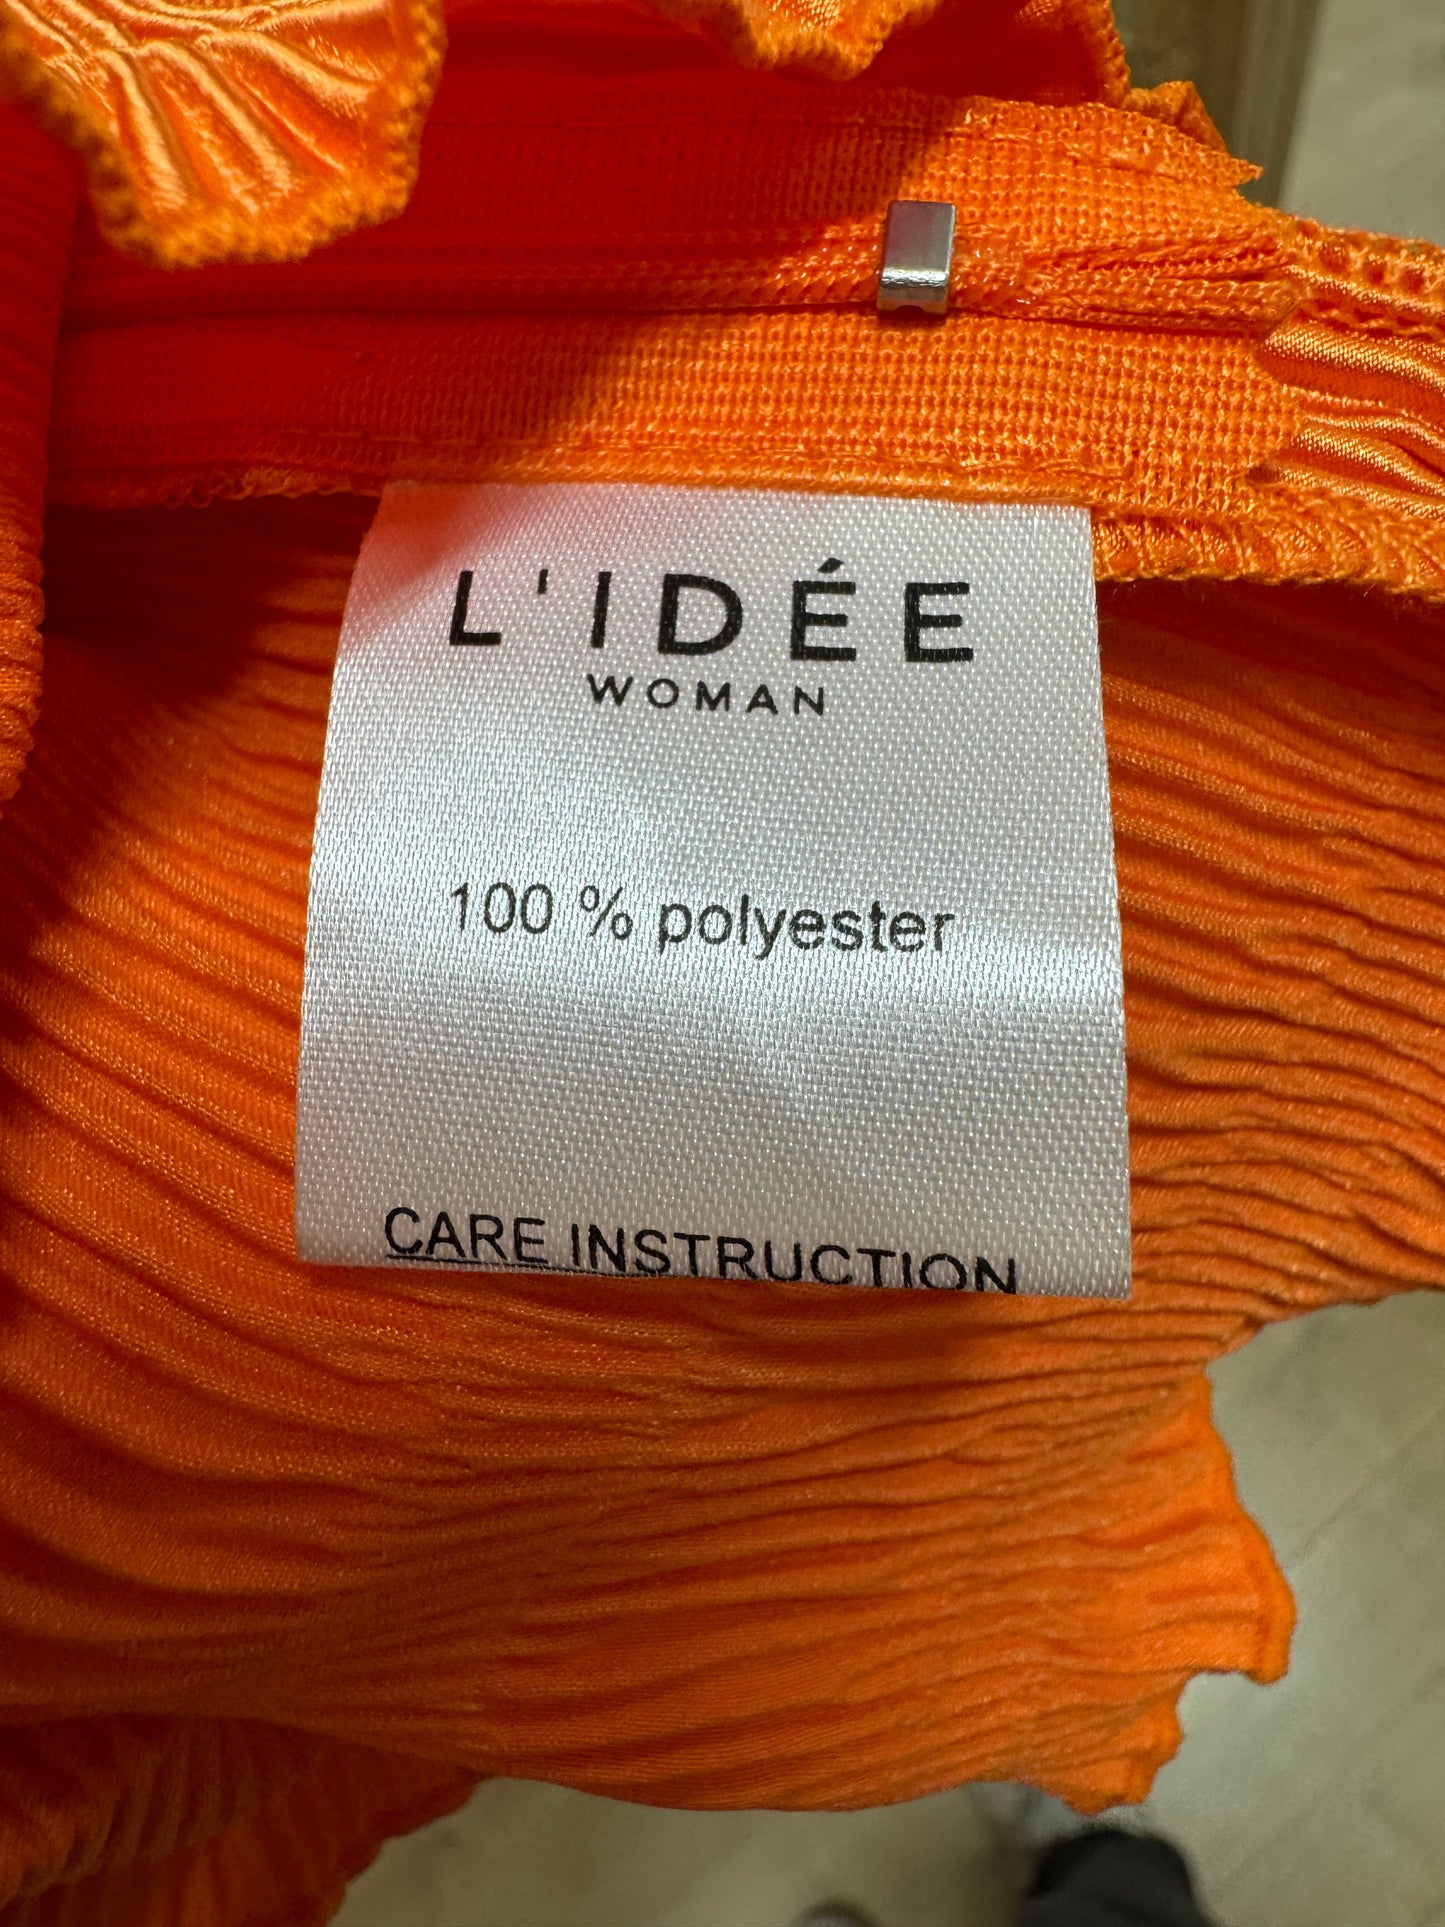 L'IDÉE
WOMAN
100 % polyester
CARE INSTRUCTION